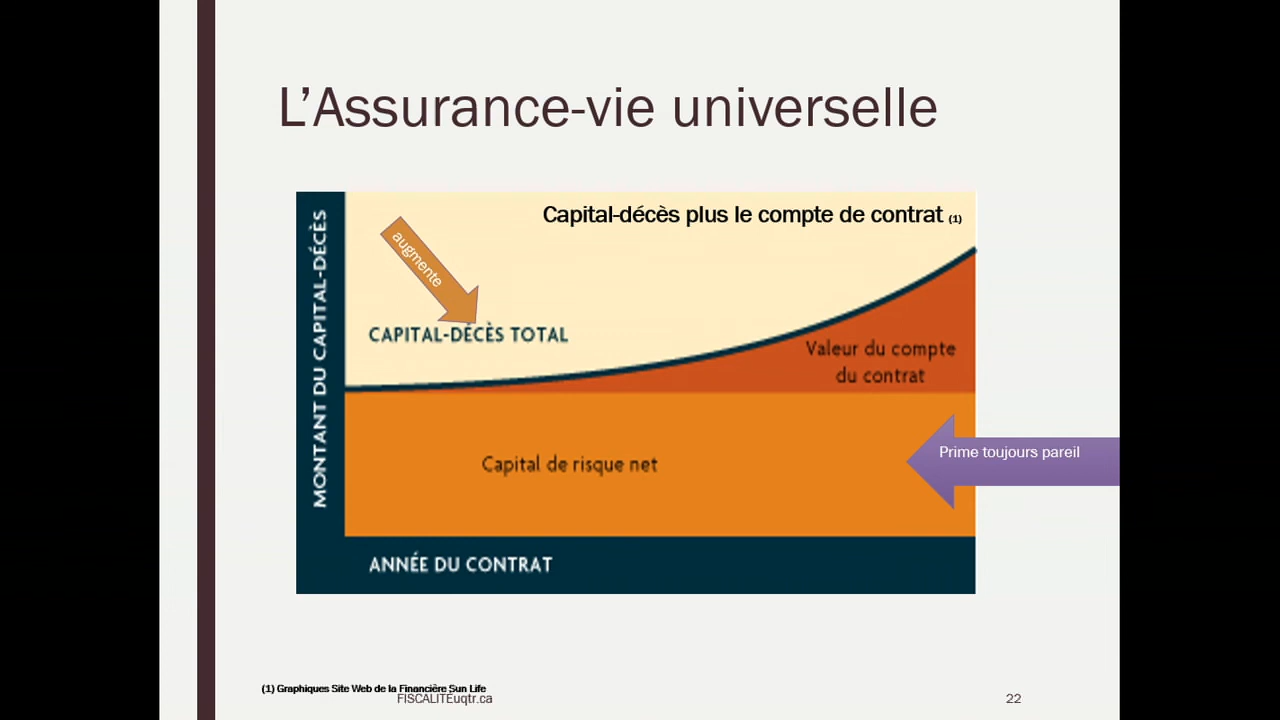 L'Assurance-vie universelle
Capital-décès plus le compte de contrat (1)
augmente
MONTANT DU CAPITAL-DÉCÈS
CAPITAL-DÉCÈS TOTAL
Valeur du compte
du contrat
Capital de risque net
Prime toujours pareil
ANNÉE DU CONTRAT
(1) Graphiques Site Web de la Financière Sun Life
FISCALITÉuqtr.ca
22